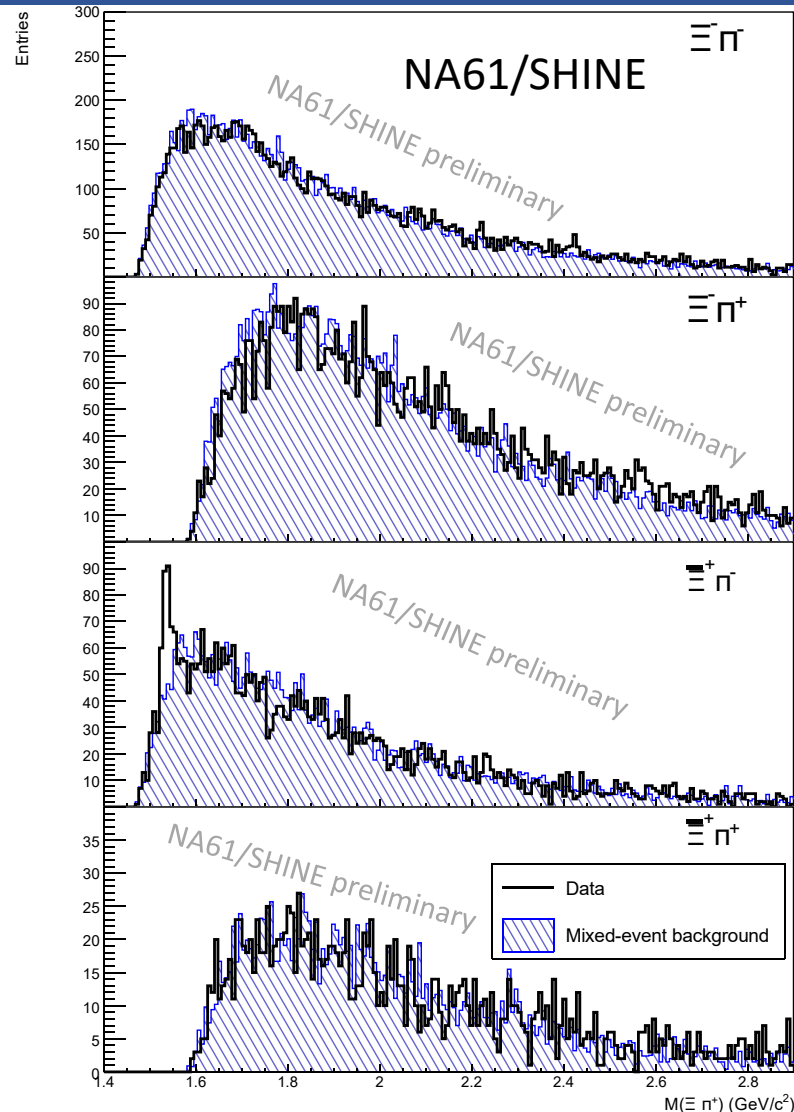 Entries
300
250
200
150
100
50
Ξ⁻π⁻
NA61/SHINE
NA61/SHINE preliminary
90
80
70
60
50
40
30
20
10
Ξ⁻π⁺
NA61/SHINE preliminary
90
80
70
60
50
40
30
20
10
Ξ̅⁺π⁻
NA61/SHINE preliminary
35
30
25
20
15
10
5
0
Ξ̅⁺π⁺
NA61/SHINE preliminary
Data
Mixed-event background
1.4 1.6 1.8 2 2.2 2.4 2.6 2.8
M(Ξ π⁺) (GeV/c²)